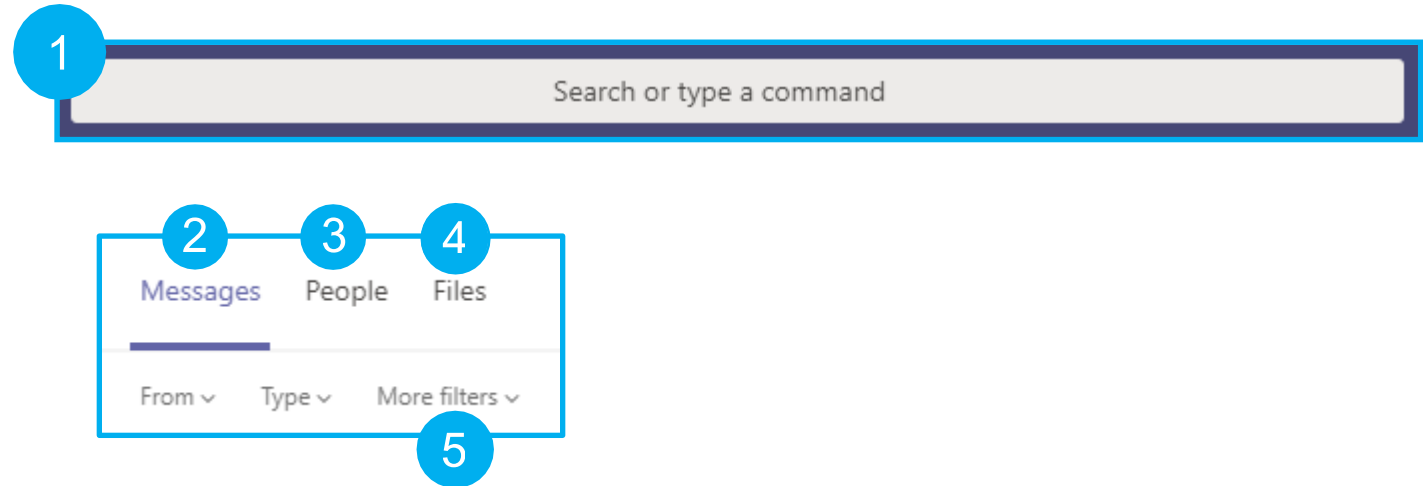 1
Search or type a command
2 3 4
Messages People Files
From Type More filters
5